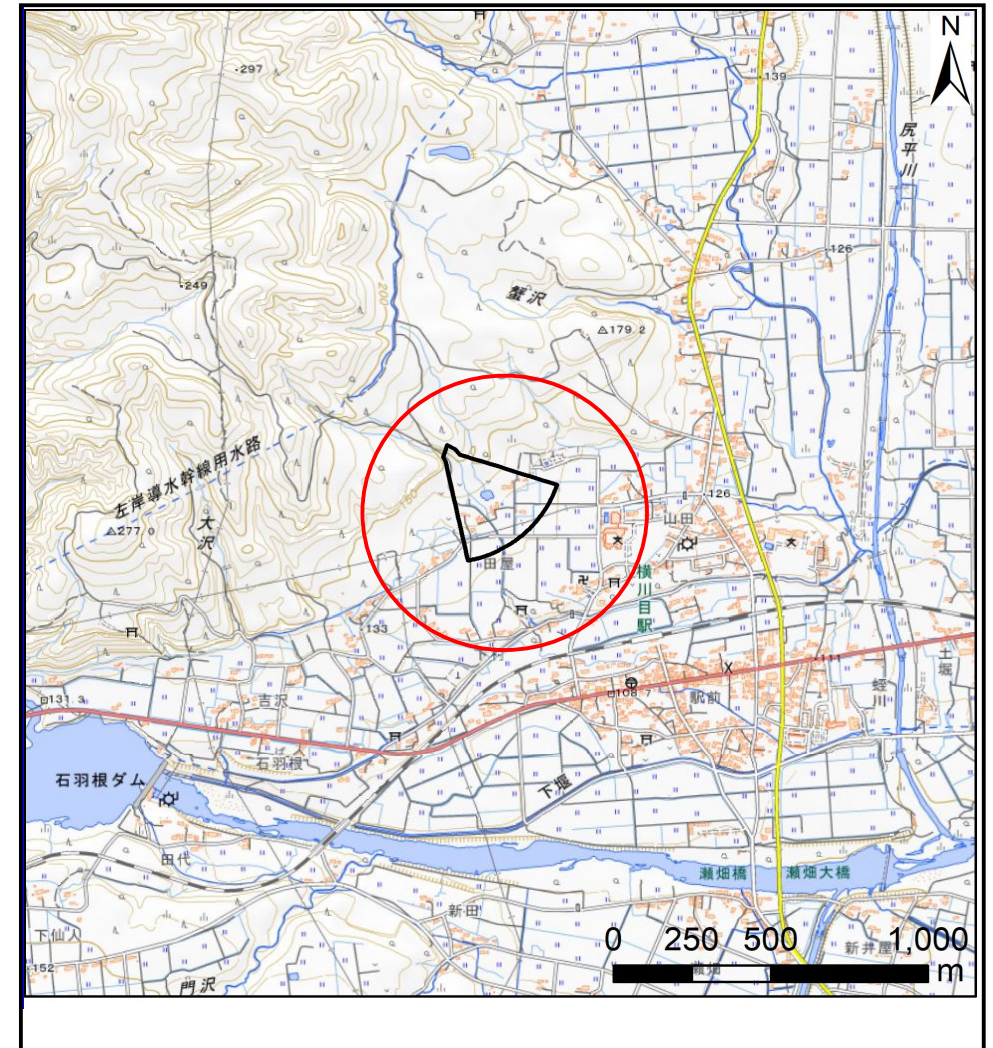 N
297
139
尻平川
126
249
200
蟹沢
179.2
左岸導水幹線用水路
277.0
大沢
150
126
山田
田屋
横川目駅
133
下村
131.3
吉沢
108.7
駅前
111
蛭川
土堀
石羽根
石羽根ダム
下堰
田代
瀬畑橋
瀬畑大橋
新田
下仙人
0 250 500 1,000
新井屋
152
瀬畑
m
門沢